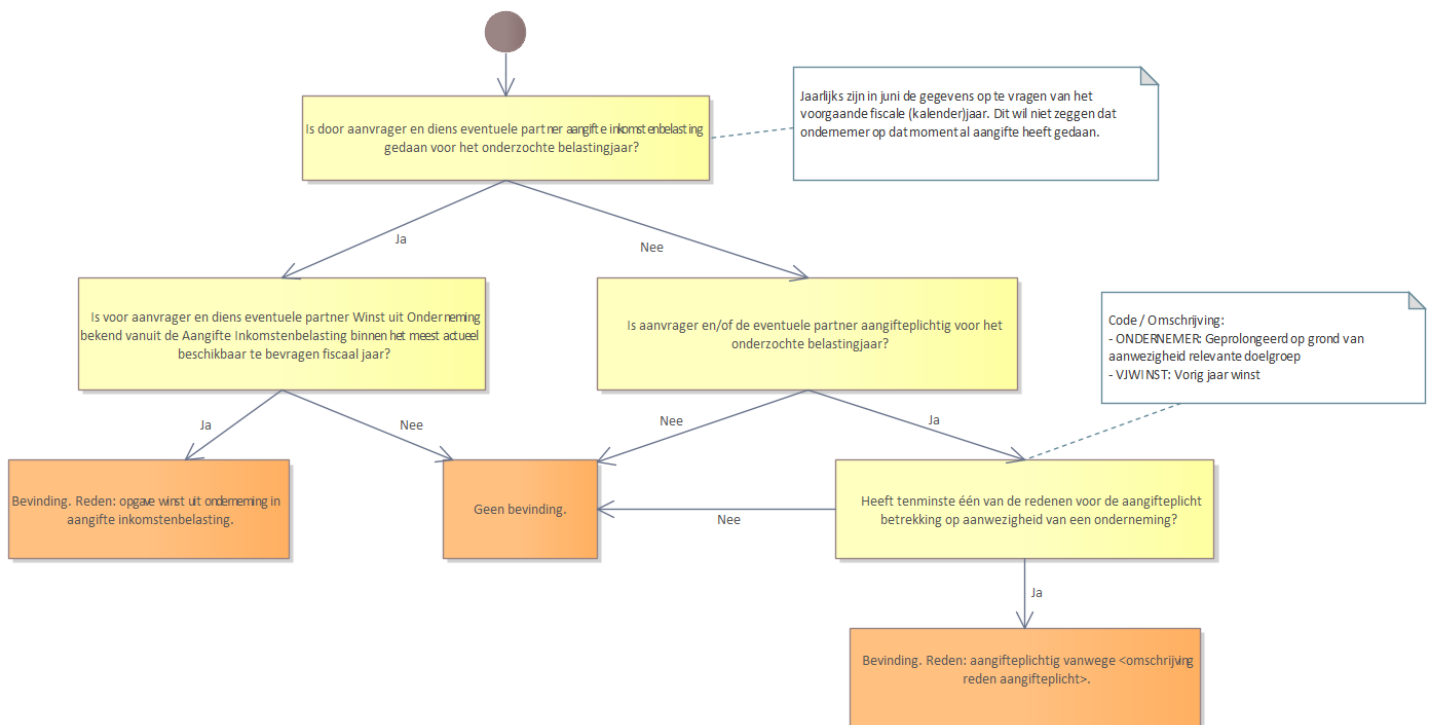 Is door aanvrager en diens eventuele partner aangifte inkomstenbelasting
gedaan voor het onderzochte belastingjaar?
Jaarlijks zijn in juni de gegevens op te vragen van het
voorgaande fiscale (kalender)jaar. Dit wil niet zeggen dat
ondernemer op dat moment al aangifte heeft gedaan.
Ja
Nee
Is voor aanvrager en diens eventuele partner Winst uit Onderneming
bekend vanuit de Aangifte Inkomstenbelasting binnen het meest actueel
beschikbaar te bevragen fiscaal jaar?
Is aanvrager en/of de eventuele partner aangifteplichtig voor het
onderzochte belastingjaar?
Code / Omschrijving:
- ONDERNEMER: Geprolongeerd op grond van
aanwezigheid relevante doelgroep
- VJWINST: Vorig jaar winst
Ja
Nee
Nee
Ja
Bevinding. Reden: opgave winst uit onderneming in
aangifte inkomstenbelasting.
Geen bevinding.
Heeft tenminste één van de redenen voor de aangifteplicht
betrekking op aanwezigheid van een onderneming?
Nee
Ja
Bevinding. Reden: aangifteplichtig vanwege <omschrijving
reden aangifteplicht>.